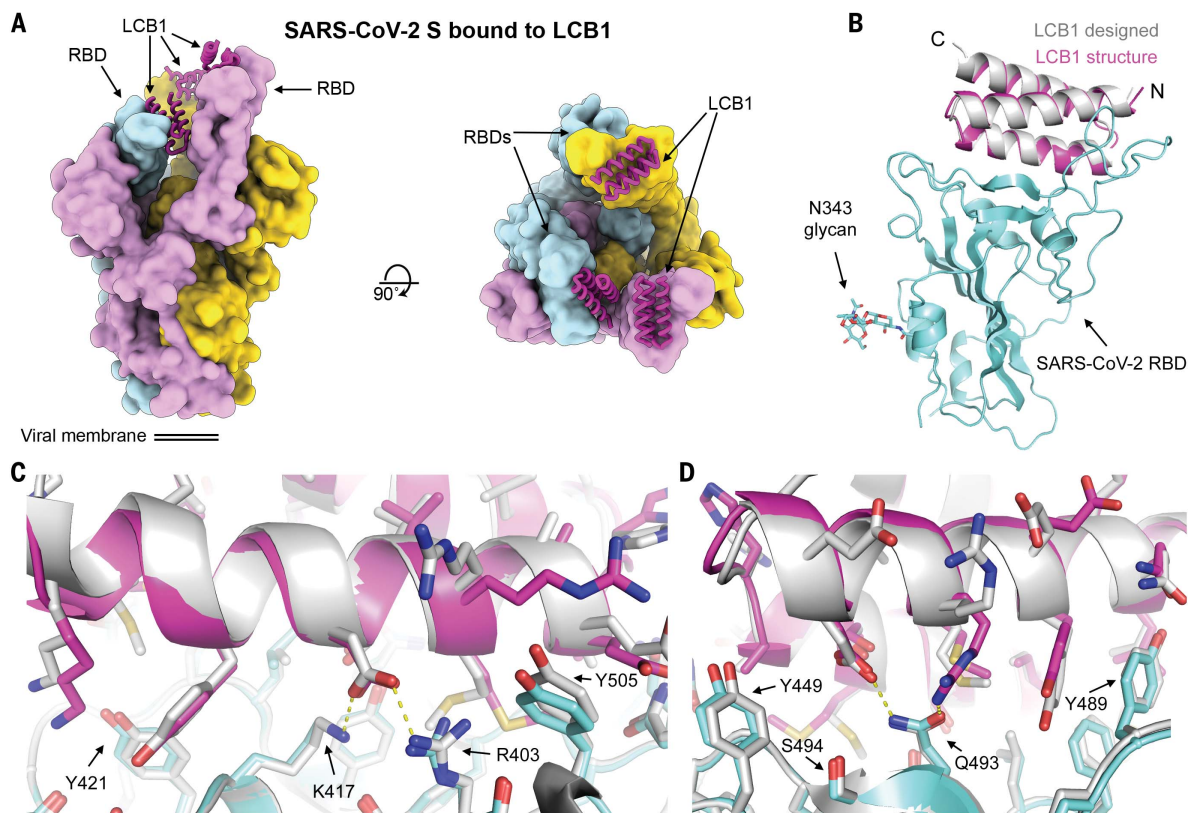 A
SARS-CoV-2 S bound to LCB1
LCB1
RBD
RBD
RBDs
LCB1
90°
Viral membrane
B
LCB1 designed
LCB1 structure
C
N
N343
glycan
SARS-CoV-2 RBD
C
Y421
K417
R403
Y505
D
Y449
S494
Q493
Y489